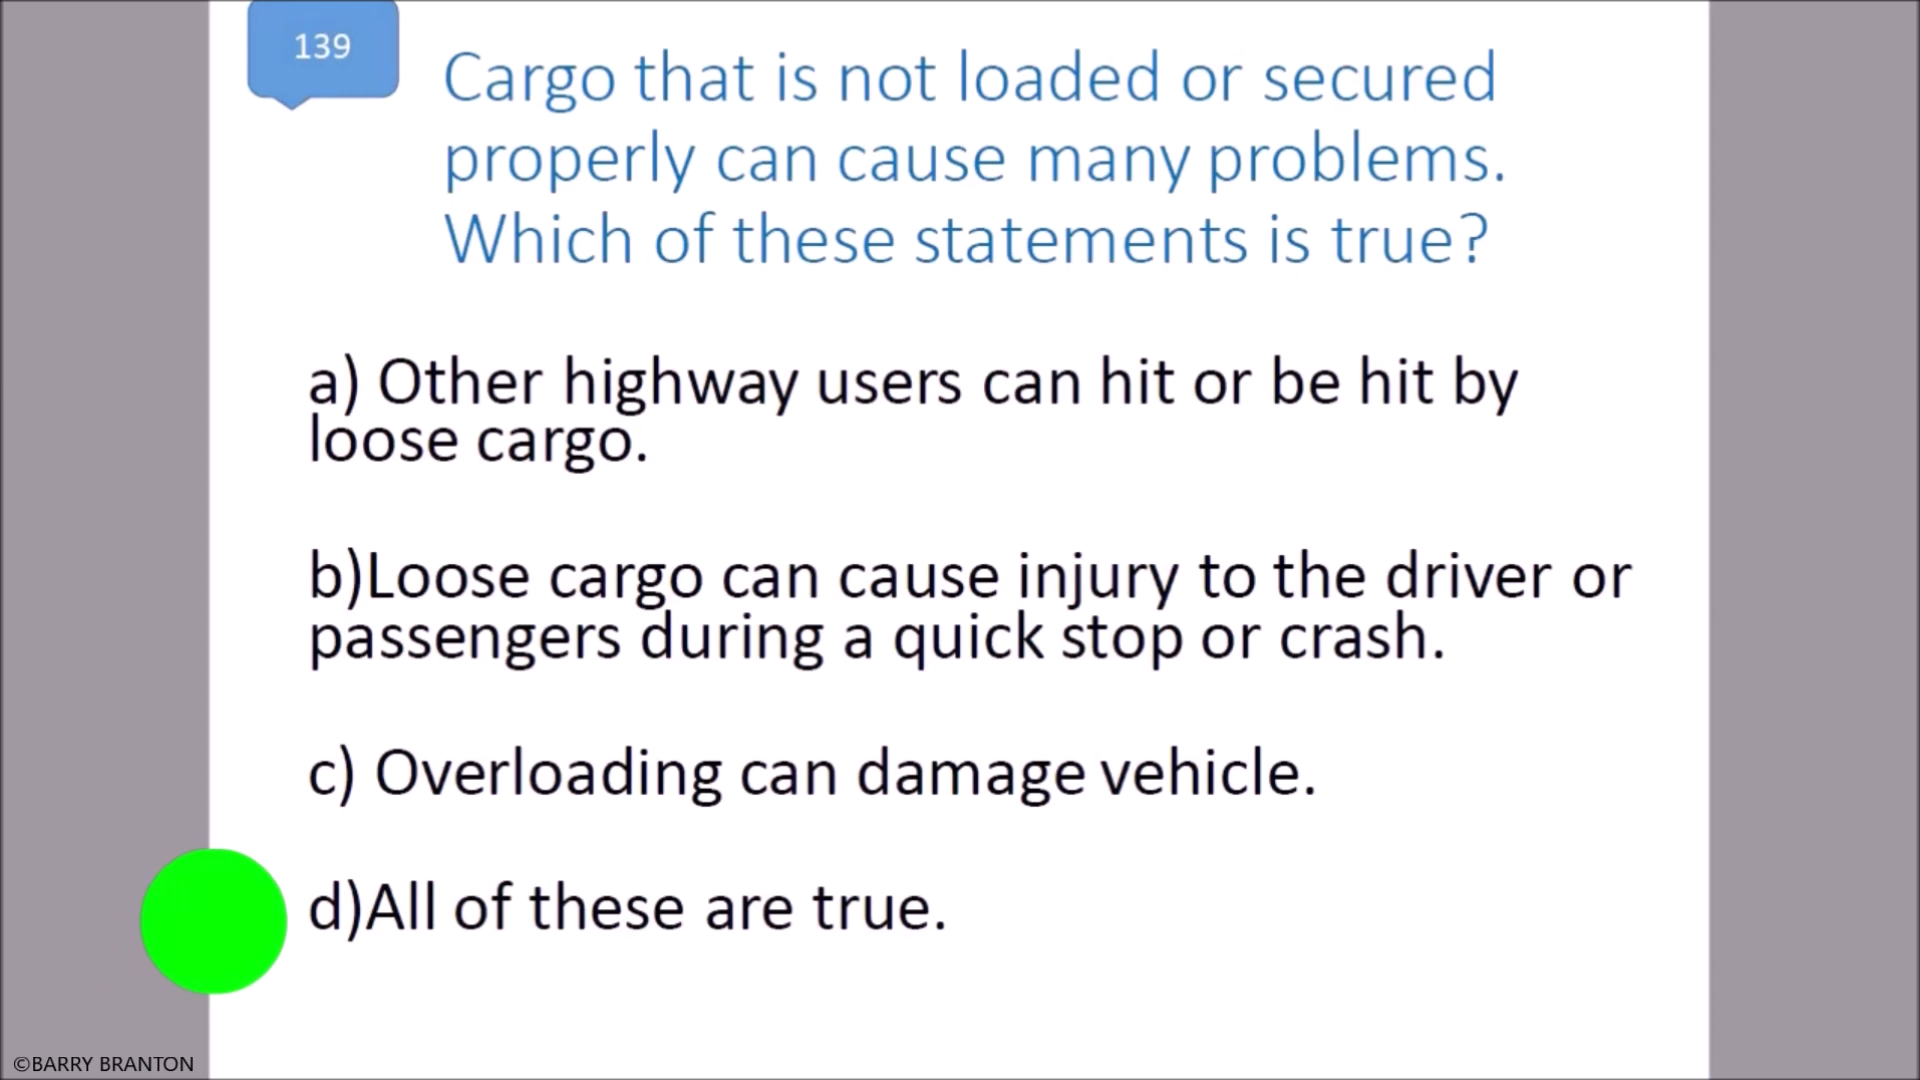 139
Cargo that is not loaded or secured
properly can cause many problems.
Which of these statements is true?
a) Other highway users can hit or be hit by
loose cargo.
b)Loose cargo can cause injury to the driver or
passengers during a quick stop or crash.
c) Overloading can damage vehicle.
d)All of these are true.
©BARRY BRANTON